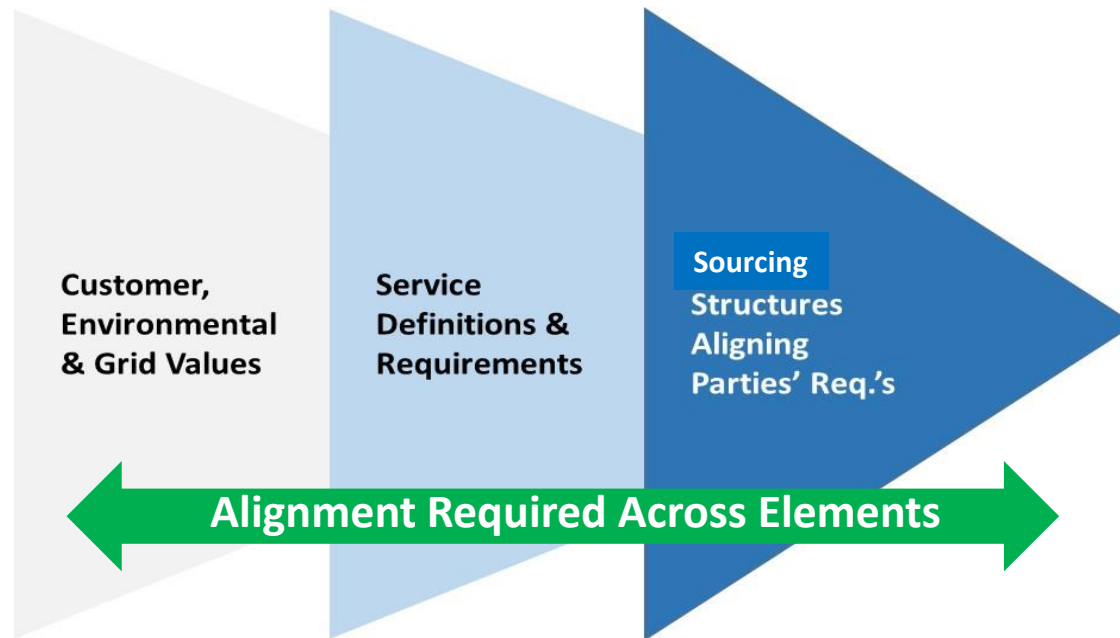 Customer,
Environmental
& Grid Values
Service
Definitions &
Requirements
Sourcing
Structures
Aligning
Parties’ Req.’s
Alignment Required Across Elements